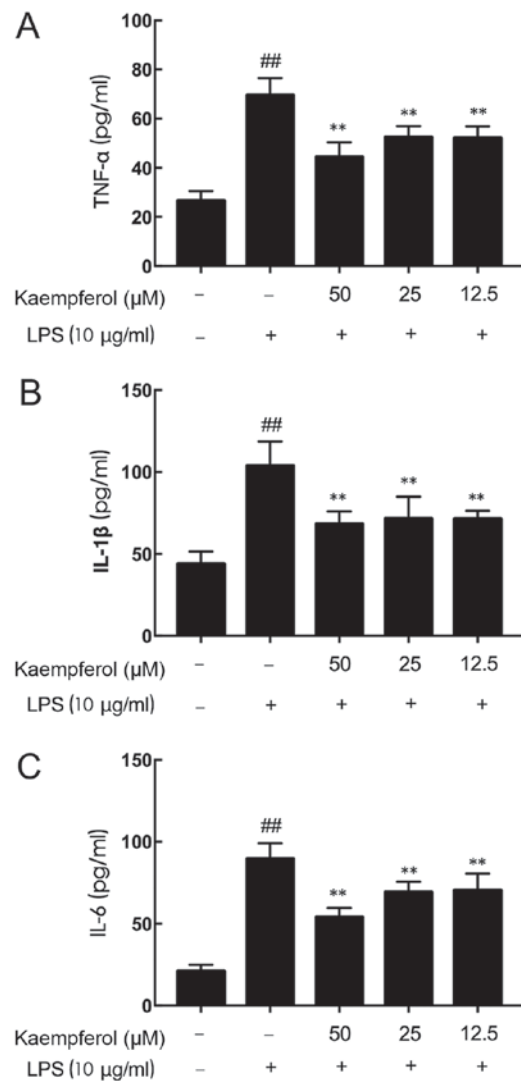 A
TNF-α (pg/ml)
100
80
60
40
20
0
##
**
**
**
Kaempferol (μM) – – 50 25 12.5
LPS (10 μg/ml) – + + + +
B
IL-1β (pg/ml)
150
100
50
0
##
**
**
**
Kaempferol (μM) – – 50 25 12.5
LPS (10 μg/ml) – + + + +
C
IL-6 (pg/ml)
150
100
50
0
##
**
**
**
Kaempferol (μM) – – 50 25 12.5
LPS (10 μg/ml) – + + + +